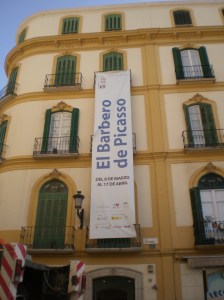 El Barbero
de Picasso
DEL 6 DE MARZO
AL 17 DE ABRIL